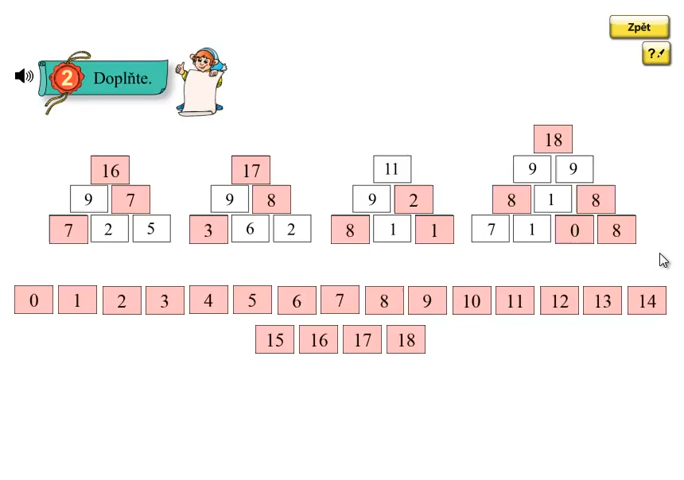 Zpět
?
2 Doplňte.
18
16 17 11 9 9
9 7 9 8 9 2 8 1 8
7 2 5 3 6 2 8 1 1 7 1 0 8
0 1 2 3 4 5 6 7 8 9 10 11 12 13 14
15 16 17 18